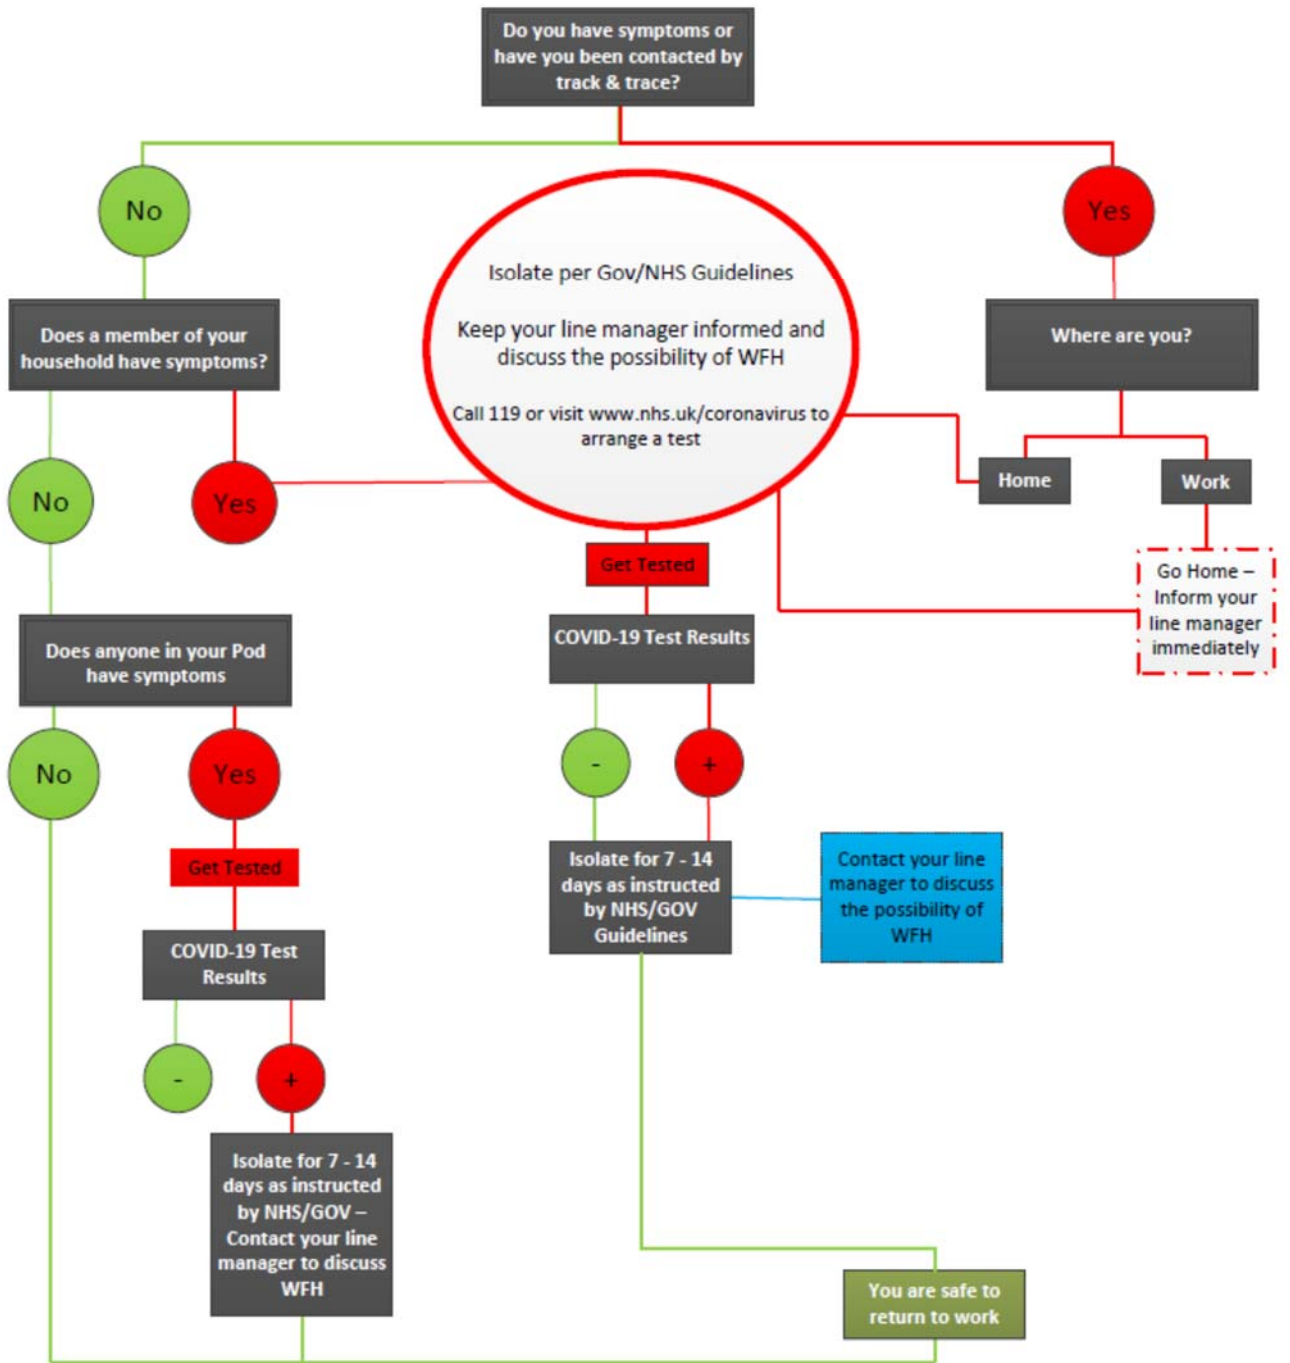 Do you have symptoms or
have you been contacted by
track & trace?
No
Yes
Isolate per Gov/NHS Guidelines
Keep your line manager informed and
discuss the possibility of WFH
Call 119 or visit www.nhs.uk/coronavirus to
arrange a test
Does a member of your
household have symptoms?
Where are you?
No
Yes
Home
Work
Get Tested
Go Home –
Inform your
line manager
immediately
Does anyone in your Pod
have symptoms
COVID-19 Test Results
No
Yes
-
+
Get Tested
Isolate for 7 - 14
days as instructed
by NHS/GOV
Guidelines
Contact your line
manager to discuss
the possibility of
WFH
COVID-19 Test
Results
-
+
Isolate for 7 - 14
days as instructed
by NHS/GOV –
Contact your line
manager to discuss
WFH
You are safe to
return to work